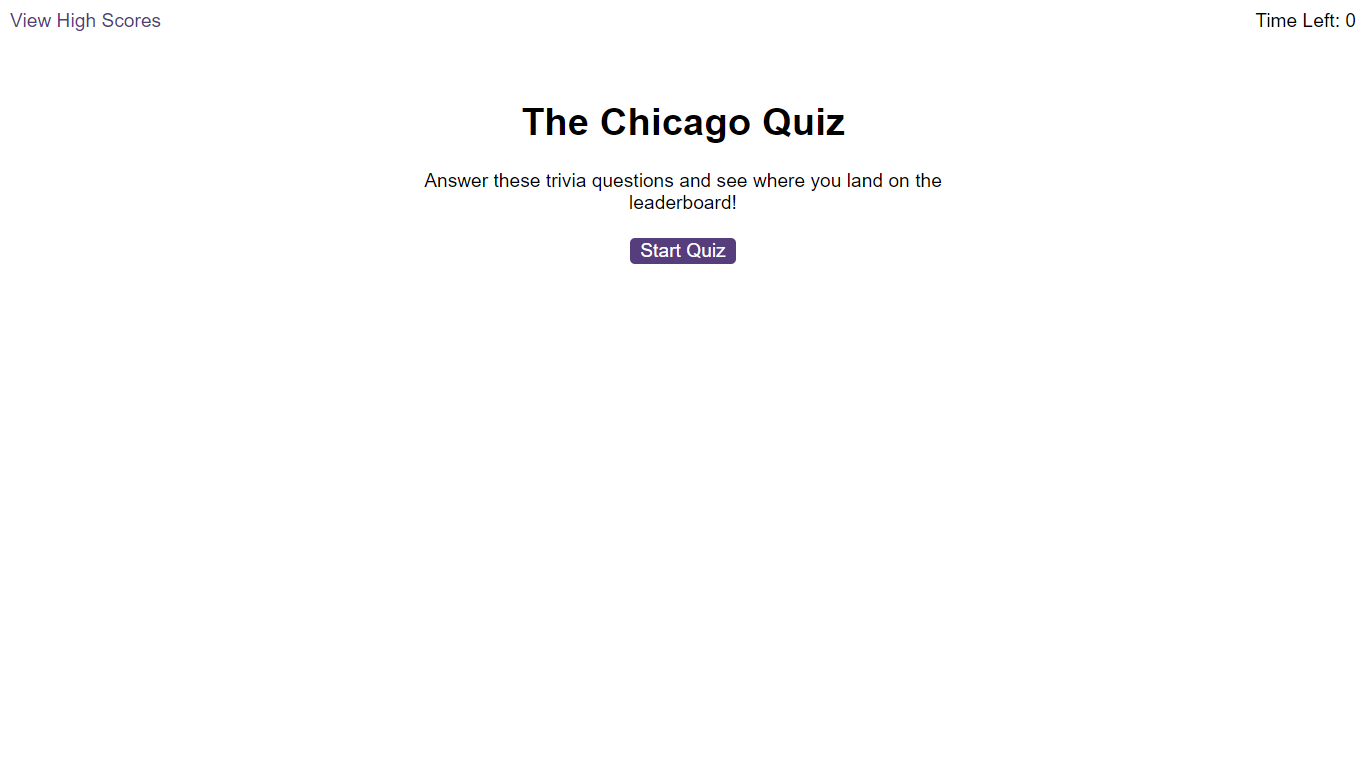 View High Scores
Time Left: 0
The Chicago Quiz
Answer these trivia questions and see where you land on the
leaderboard!
Start Quiz